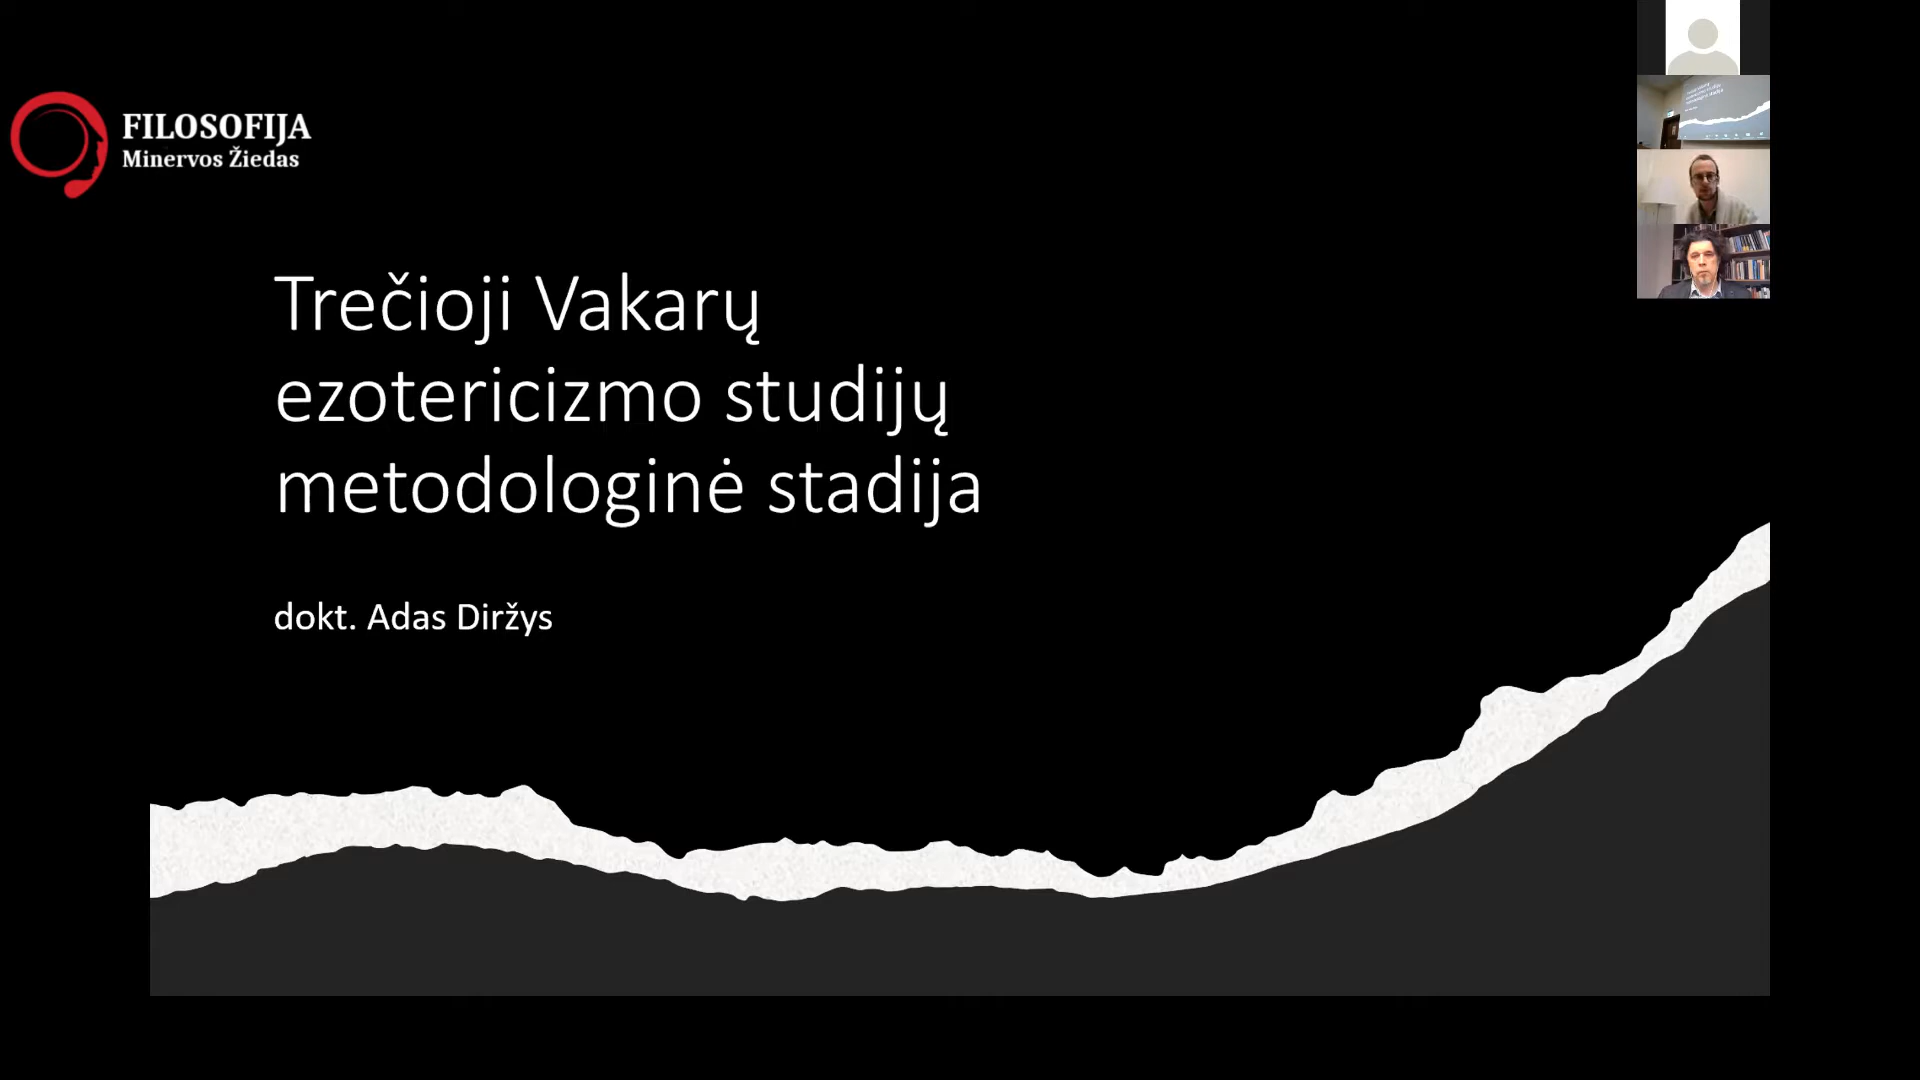 FILOSOFIJA
Minervos Žiedas
Trečioji Vakarų
ezotericizmo studijų
metodologinė stadija
dokt. Adas Diržys